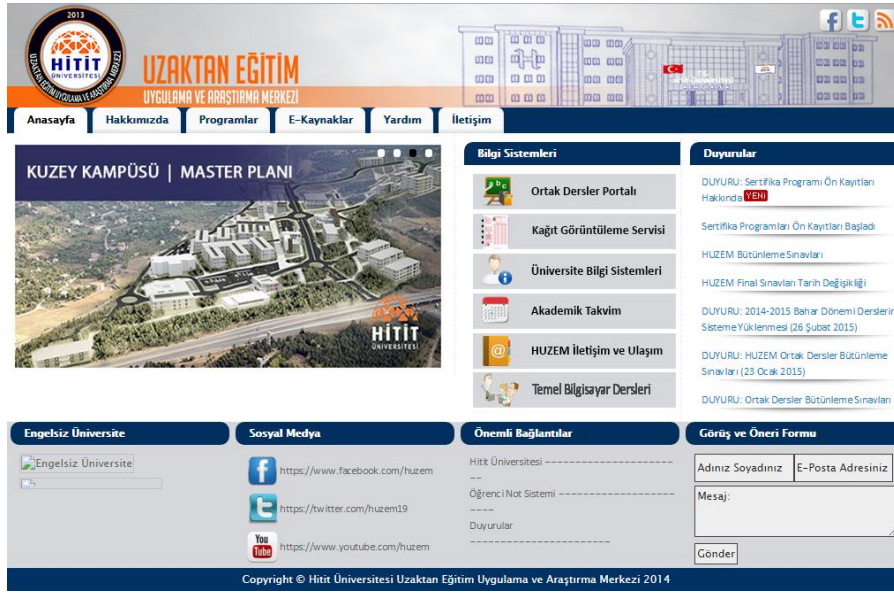 2013
HİTİT
ÜNİVERSİTESİ
UZAKTAN EĞİTİM UYGULAMA VE ARAŞTIRMA MERKEZİ
UZAKTAN EĞİTİM
UYGULAMA VE ARAŞTIRMA MERKEZİ
Anasayfa Hakkımızda Programlar E-Kaynaklar Yardım İletişim
KUZEY KAMPÜSÜ | MASTER PLANI
HİTİT
ÜNİVERSİTESİ
Bilgi Sistemleri
Ortak Dersler Portalı
Kağıt Görüntüleme Servisi
Üniversite Bilgi Sistemleri
Akademik Takvim
HUZEM İletişim ve Ulaşım
Temel Bilgisayar Dersleri
Duyurular
DUYURU: Sertifika Programı Ön Kayıtları
Hakkında YENİ
Sertifika Programları Ön Kayıtları Başladı
HUZEM Bütünleme Sınavları
HUZEM Final Sınavları Tarih Değişikliği
DUYURU: 2014-2015 Bahar Dönemi Derslerin
Sisteme Yüklenmesi (26 Şubat 2015)
DUYURU: HUZEM Ortak Dersler Bütünleme
Sınavları (23 Ocak 2015)
DUYURU: Ortak Dersler Bütünleme Sınavları
Engelsiz Üniversite
Engelsiz Üniversite
Sosyal Medya
https://www.facebook.com/huzem
https://twitter.com/huzem19
You
Tube
https://www.youtube.com/huzem
Önemli Bağlantılar
Hitit Üniversitesi ----------------------
--
Öğrenci Not Sistemi --------------------
----
Duyurular
------------------------
Görüş ve Öneri Formu
Adınız Soyadınız E-Posta Adresiniz
Mesaj:
Gönder
Copyright © Hitit Üniversitesi Uzaktan Eğitim Uygulama ve Araştırma Merkezi 2014